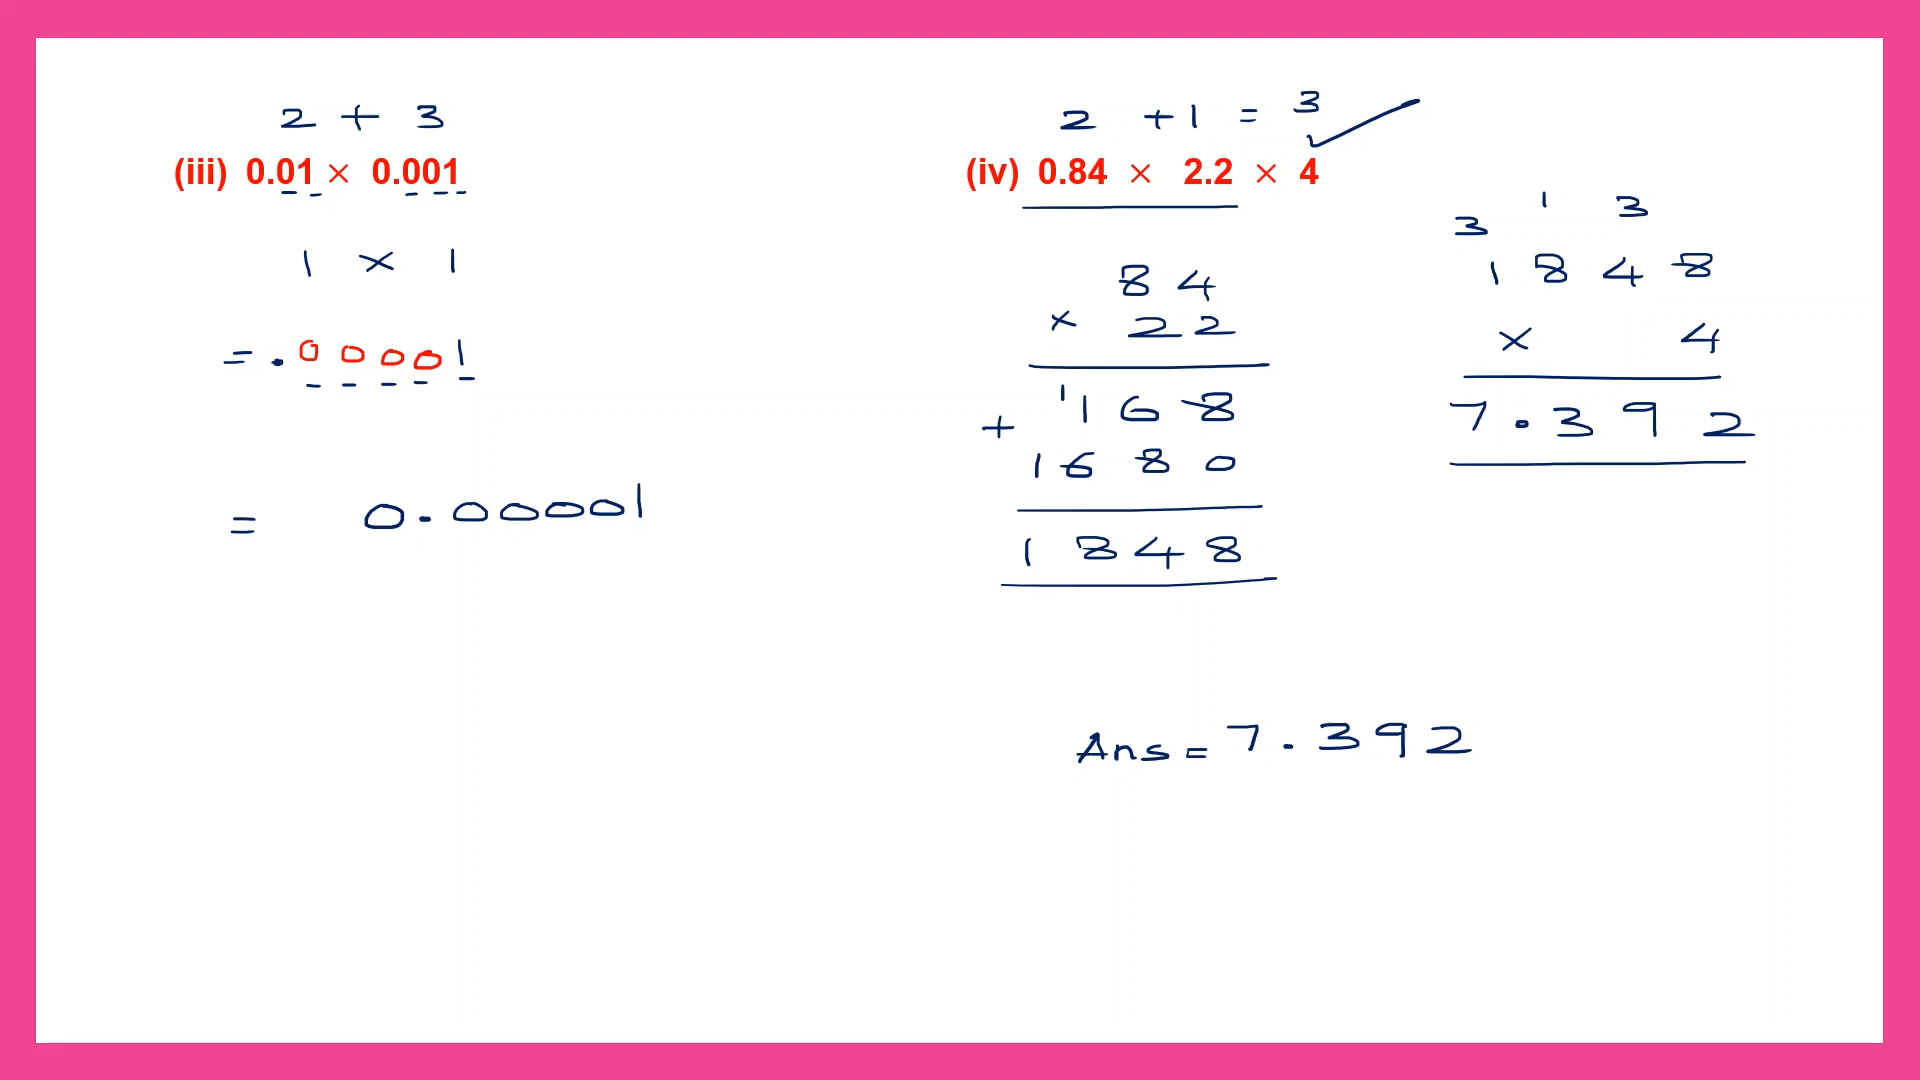 2 + 3
(iii) 0.01 × 0.001
1 × 1
= .00001
= 0.00001
2 + 1 = 3
(iv) 0.84 × 2.2 × 4
84
× 22
1
168
+
1680
1848
3 1 3
1848
× 4
7.392
Ans = 7.392